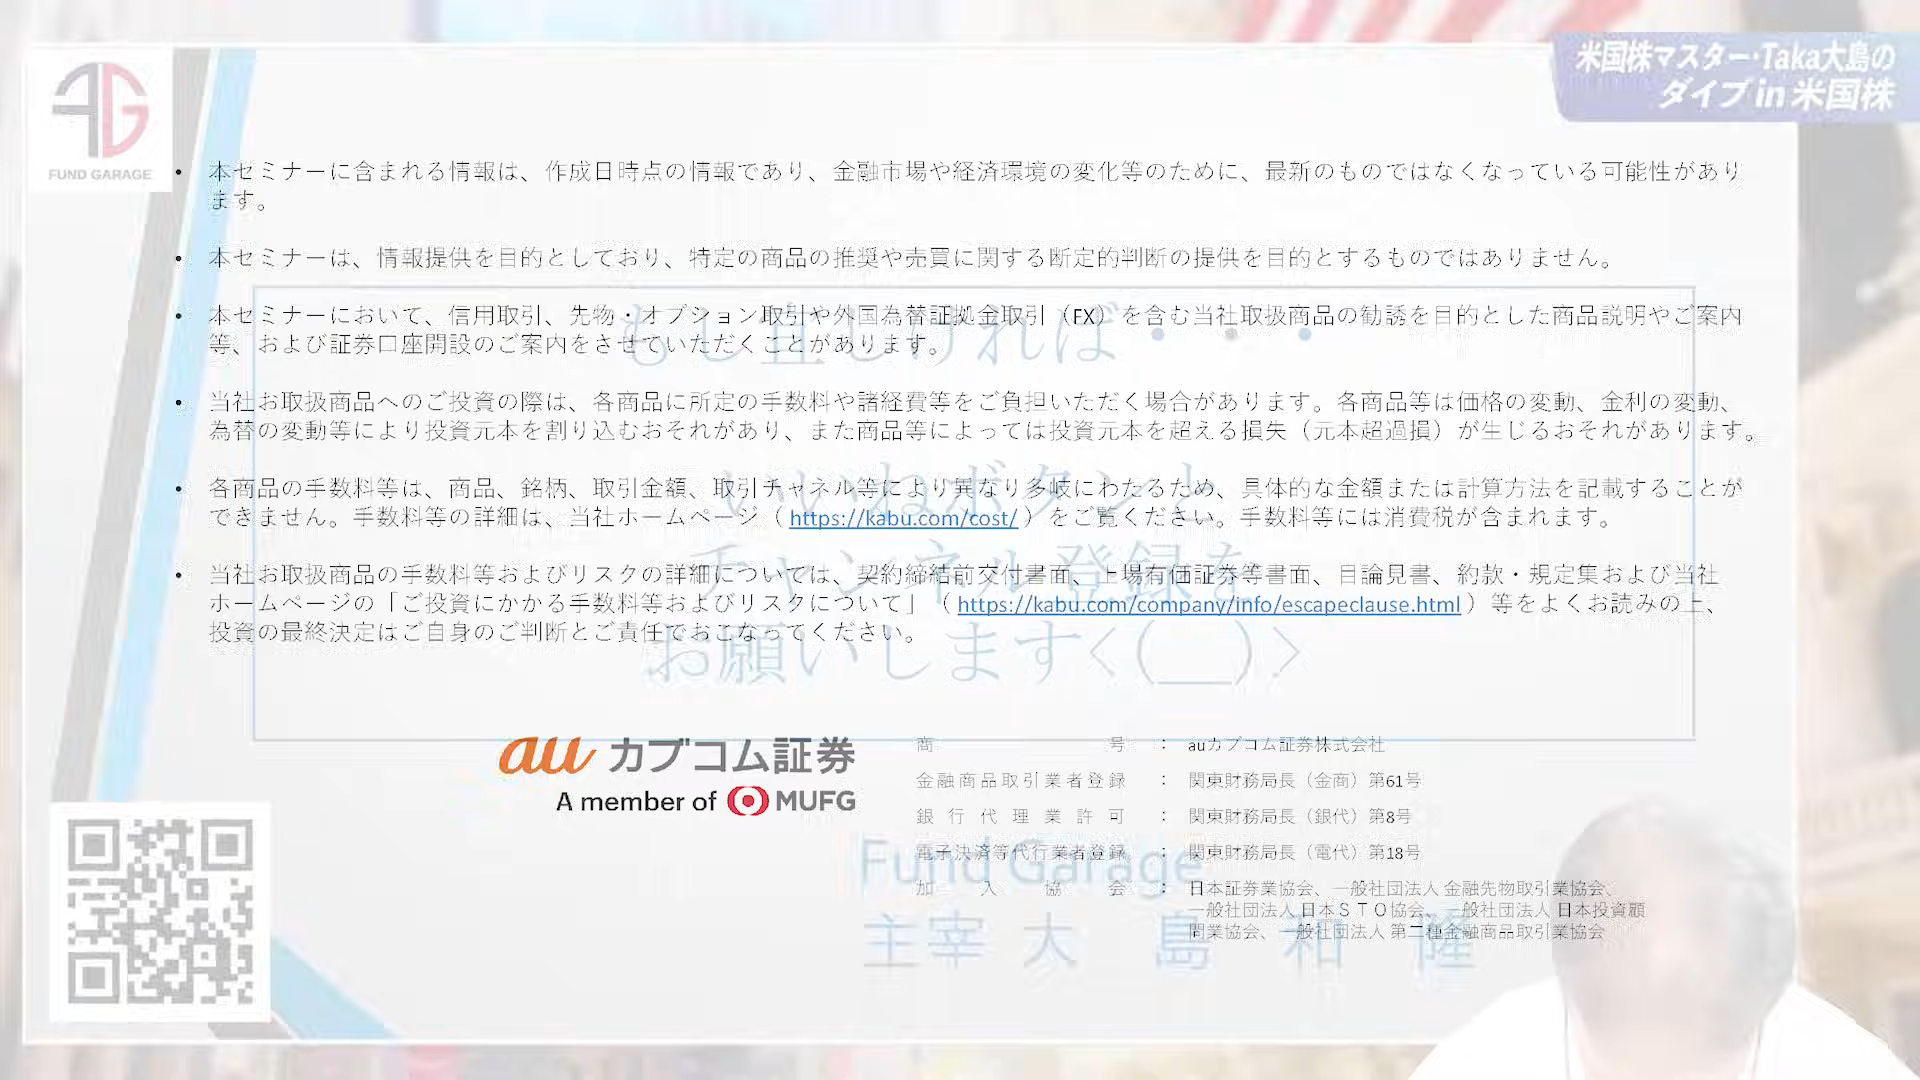 米国株マスター･Taka大島の
ダイブ in 米国株
FUND GARAGE
• 本セミナーに含まれる情報は、作成日時点の情報であり、金融市場や経済環境の変化等のために、最新のものではなくなっている可能性があり
ます。
• 本セミナーは、情報提供を目的としており、特定の商品の推奨や売買に関する断定的判断の提供を目的とするものではありません。
• 本セミナーにおいて、信用取引、先物・オプション取引や外国為替証拠金取引（FX）を含む当社取扱商品の勧誘を目的とした商品説明やご案内
等、および証券口座開設のご案内をさせていただくことがあります。
• 当社お取扱商品へのご投資の際は、各商品に所定の手数料や諸経費等をご負担いただく場合があります。各商品等は価格の変動、金利の変動、
為替の変動等により投資元本を割り込むおそれがあり、また商品等によっては投資元本を超える損失（元本超過損）が生じるおそれがあります。
• 各商品の手数料等は、商品、銘柄、取引金額、取引チャネル等により異なり多岐にわたるため、具体的な金額または計算方法を記載することが
できません。手数料等の詳細は、当社ホームページ（ https://kabu.com/cost/ ）をご覧ください。手数料等には消費税が含まれます。
• 当社お取扱商品の手数料等およびリスクの詳細については、契約締結前交付書面、上場有価証券等書面、目論見書、約款・規定集および当社
ホームページの「ご投資にかかる手数料等およびリスクについて」（ https://kabu.com/company/info/escapeclause.html ）等をよくお読みの上、
投資の最終決定はご自身のご判断とご責任でおこなってください。
もし宜しければ・・・
いいねボタンと
チャンネル登録を
お願いします<(__)>
au カブコム証券
A member of MUFG
商号 ： auカブコム証券株式会社
金融商品取引業者登録 ： 関東財務局長（金商）第61号
銀行代理業許可 ： 関東財務局長（銀代）第8号
電子決済等代行業者登録 ： 関東財務局長（電代）第18号
加入協会 ： 日本証券業協会、一般社団法人 金融先物取引業協会、
一般社団法人 日本ＳＴＯ協会、一般社団法人 日本投資顧
問業協会、一般社団法人 第二種金融商品取引業協会
Fund Garage
主宰 大 島 和 隆